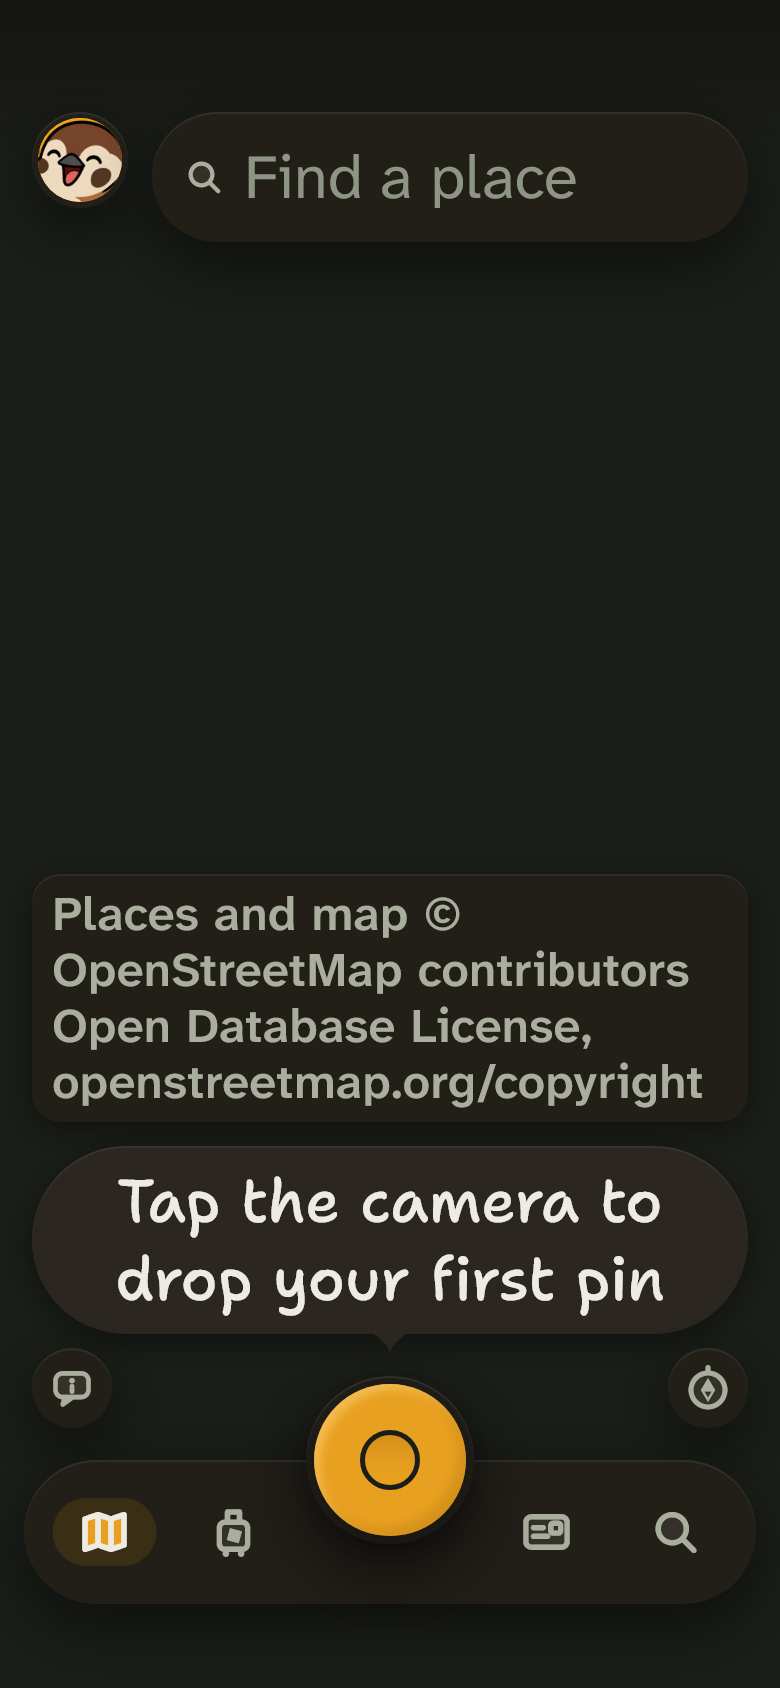 Find a place
Places and map ©
OpenStreetMap contributors
Open Database License,
openstreetmap.org/copyright
Tap the camera to
drop your first pin